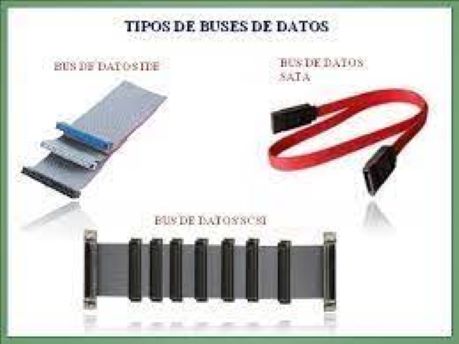 TIPOS DE BUSES DE DATOS
BUS DE DATOS IDE
BUS DE DATOS
SATA
BUS DE DATOS SCSI